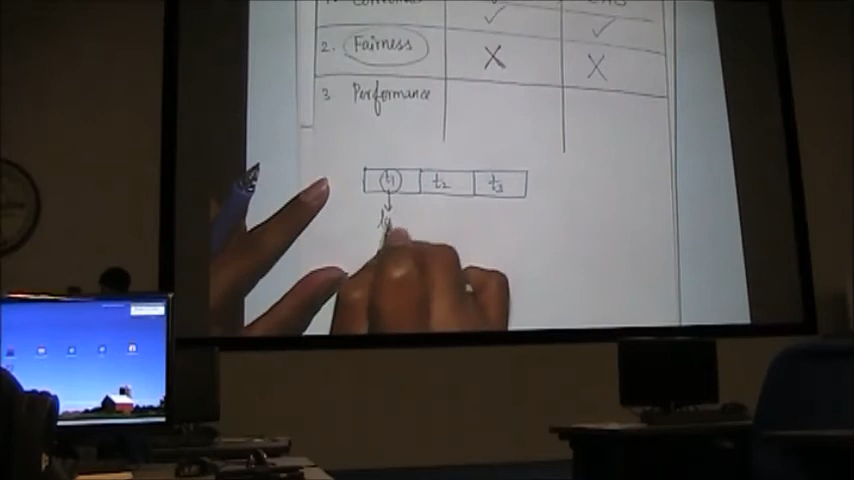 2. Fairness X X
3 Performance
t1 t2 t3